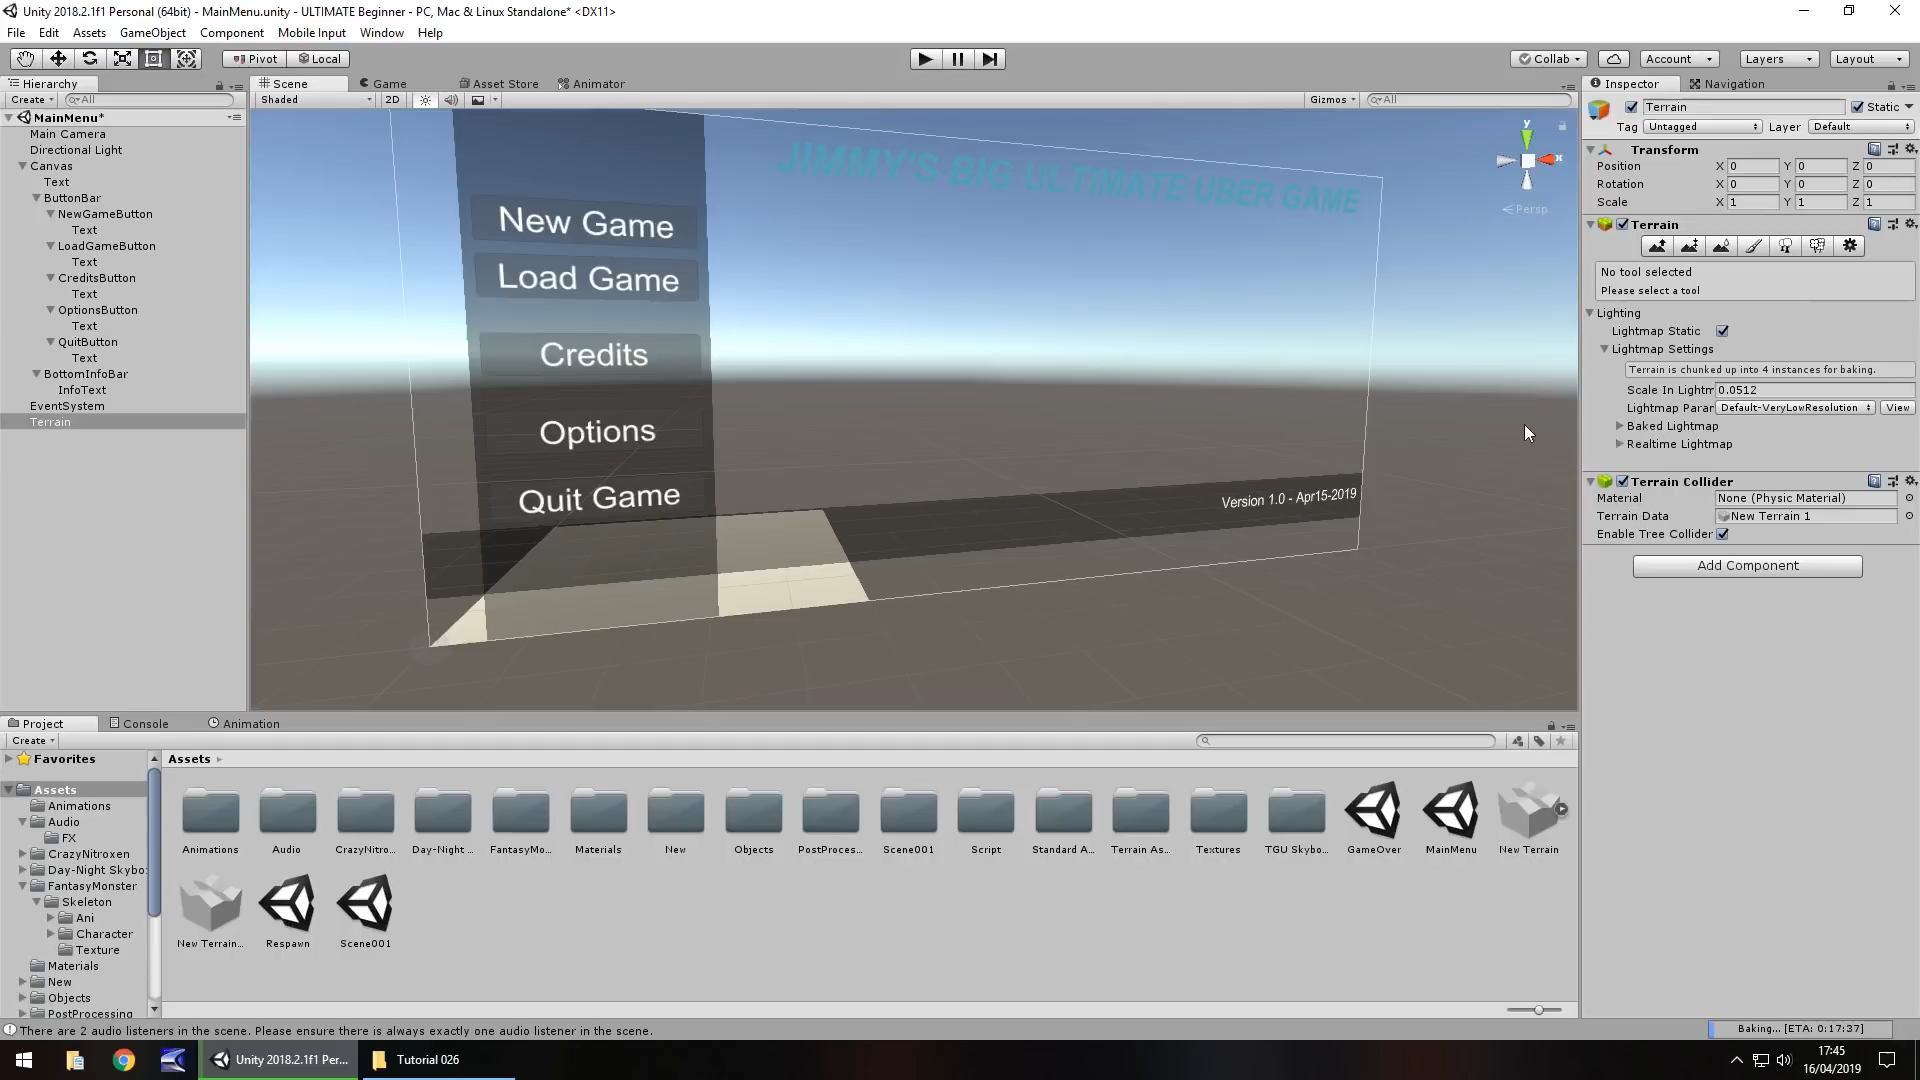 Unity 2018.2.1f1 Personal (64bit) - MainMenu.unity - ULTIMATE Beginner - PC, Mac & Linux Standalone* <DX11>
File Edit Assets GameObject Component Mobile Input Window Help
Pivot Local Collab Account Layers Layout
Hierarchy
Create All
MainMenu*
Main Camera
Directional Light
Canvas
Text
ButtonBar
NewGameButton
Text
LoadGameButton
Text
CreditsButton
Text
OptionsButton
Text
QuitButton
Text
BottomInfoBar
InfoText
EventSystem
Terrain
Scene Game Asset Store Animator
Shaded 2D Gizmos All
JIMMY'S BIG ULTIMATE UBER GAME
New Game
Load Game
Credits
Options
Quit Game
Version 1.0 - Apr15-2019
y
x
Persp
Inspector Navigation
Terrain Static
Tag Untagged Layer Default
Transform
Position X 0 Y 0 Z 0
Rotation X 0 Y 0 Z 0
Scale X 1 Y 1 Z 1
Terrain
No tool selected
Please select a tool
Lighting
Lightmap Static
Lightmap Settings
Terrain is chunked up into 4 instances for baking.
Scale In Lightm 0.0512
Lightmap Parar Default-VeryLowResolution View
Baked Lightmap
Realtime Lightmap
Terrain Collider
Material None (Physic Material)
Terrain Data New Terrain 1
Enable Tree Collider
Add Component
Project Console Animation
Create
Favorites
Assets
Animations
Audio
FX
CrazyNitroxen
Day-Night Skybo
FantasyMonster
Skeleton
Ani
Character
Texture
Materials
New
Objects
PostProcessing
Assets
Animations Audio CrazyNitro... Day-Night ... FantasyMo... Materials New Objects PostProces... Scene001 Script Standard A... Terrain As... Textures TGU Skybo... GameOver MainMenu New Terrain
New Terrain... Respawn Scene001
There are 2 audio listeners in the scene. Please ensure there is always exactly one audio listener in the scene.
Baking... [ETA: 0:17:37]
Unity 2018.2.1f1 Per... Tutorial 026
17:45
16/04/2019